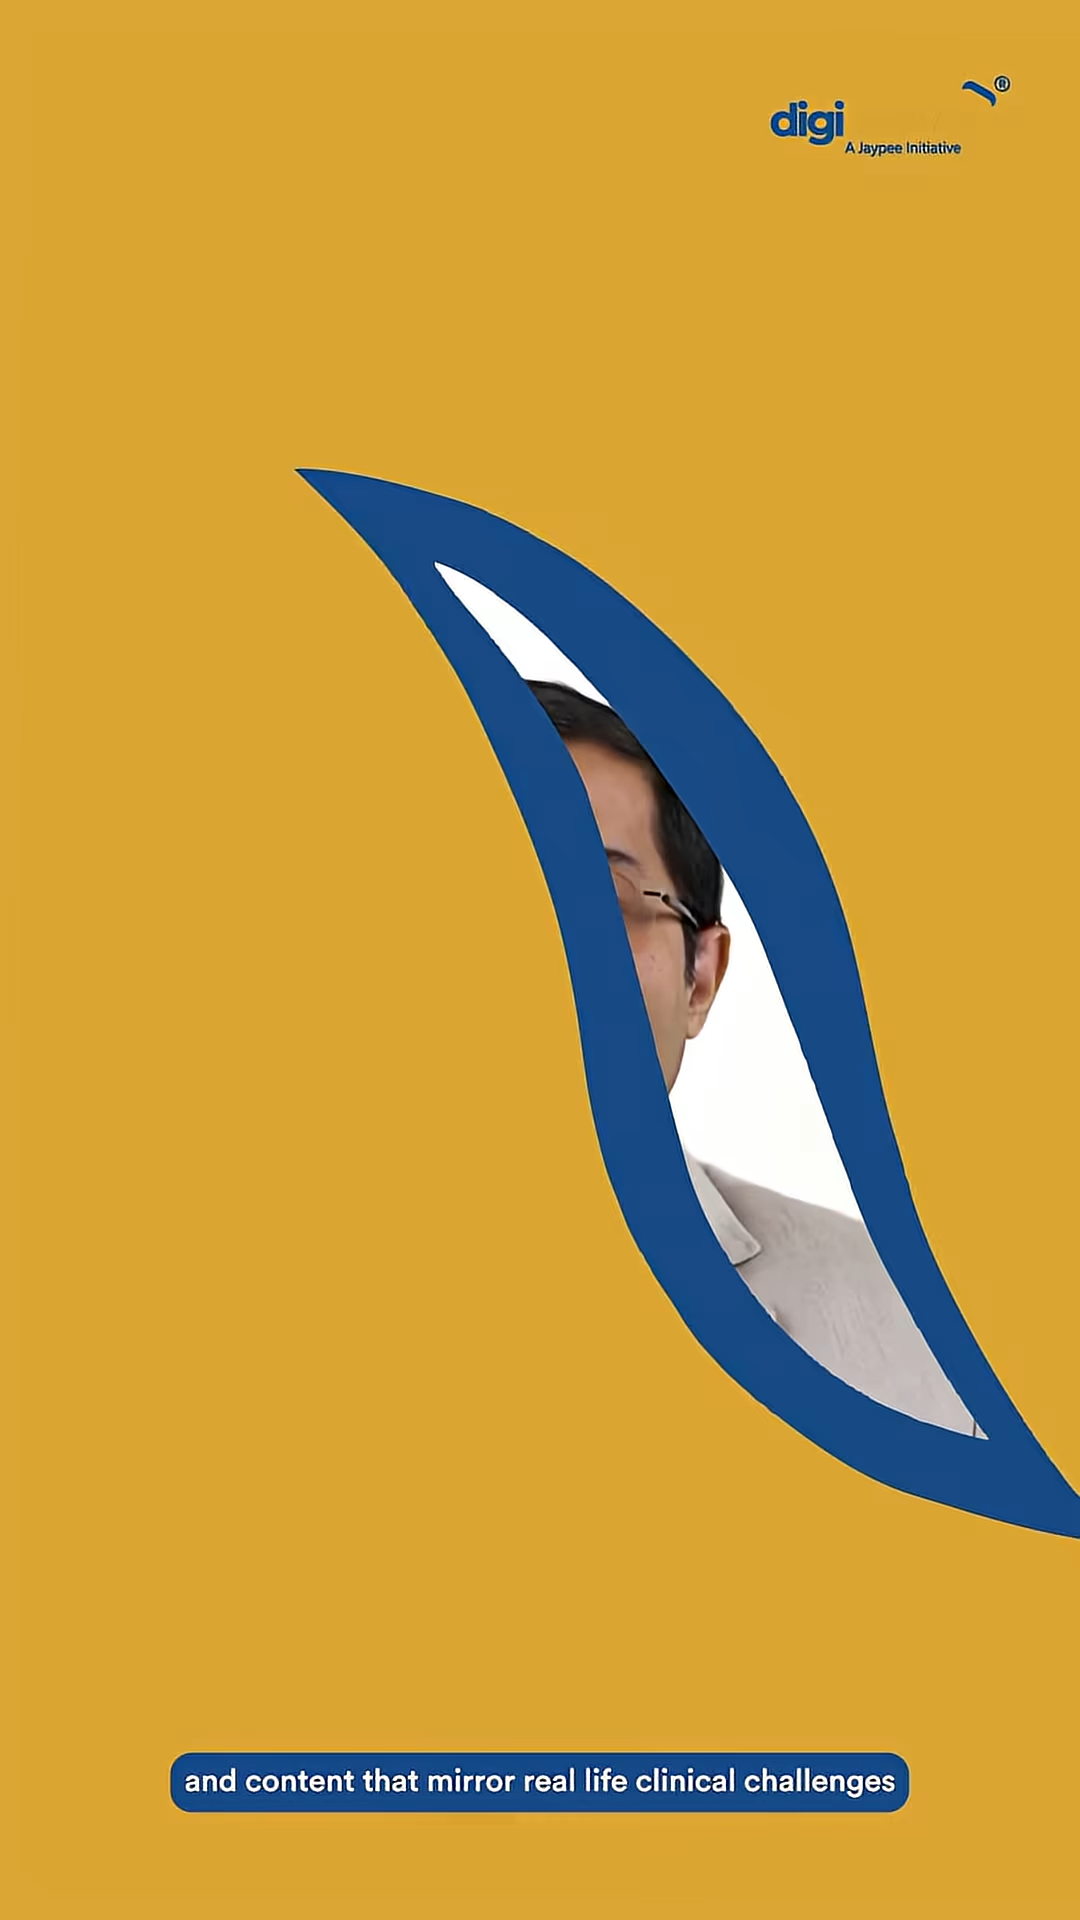 digi
®
A Jaypee Initiative
and content that mirror real life clinical challenges